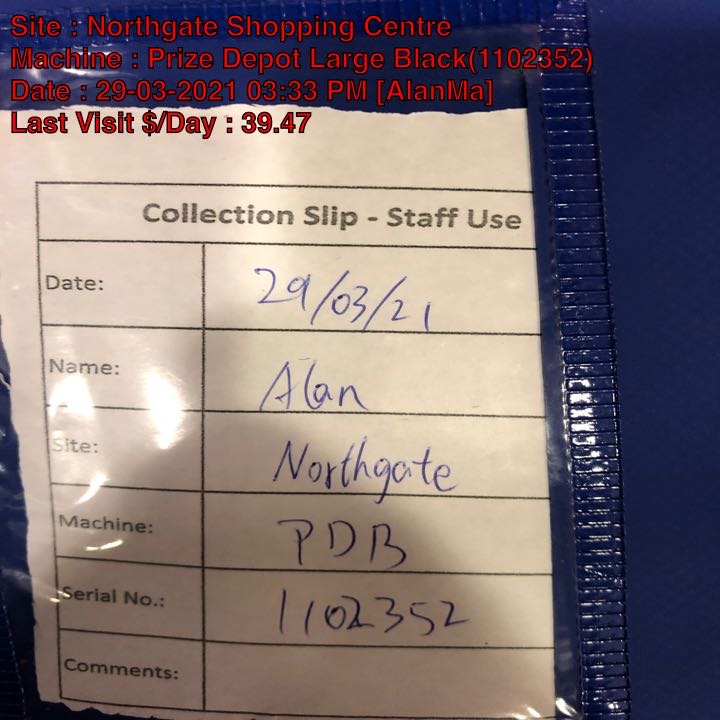 Site : Northgate Shopping Centre
Machine : Prize Depot Large Black(1102352)
Date : 29-03-2021 03:33 PM [AlanMa]
Last Visit $/Day : 39.47
Collection Slip - Staff Use
Date: 29/03/21
Name: Alan
Site: Northgate
Machine: PDB
Serial No.: 1102352
Comments: